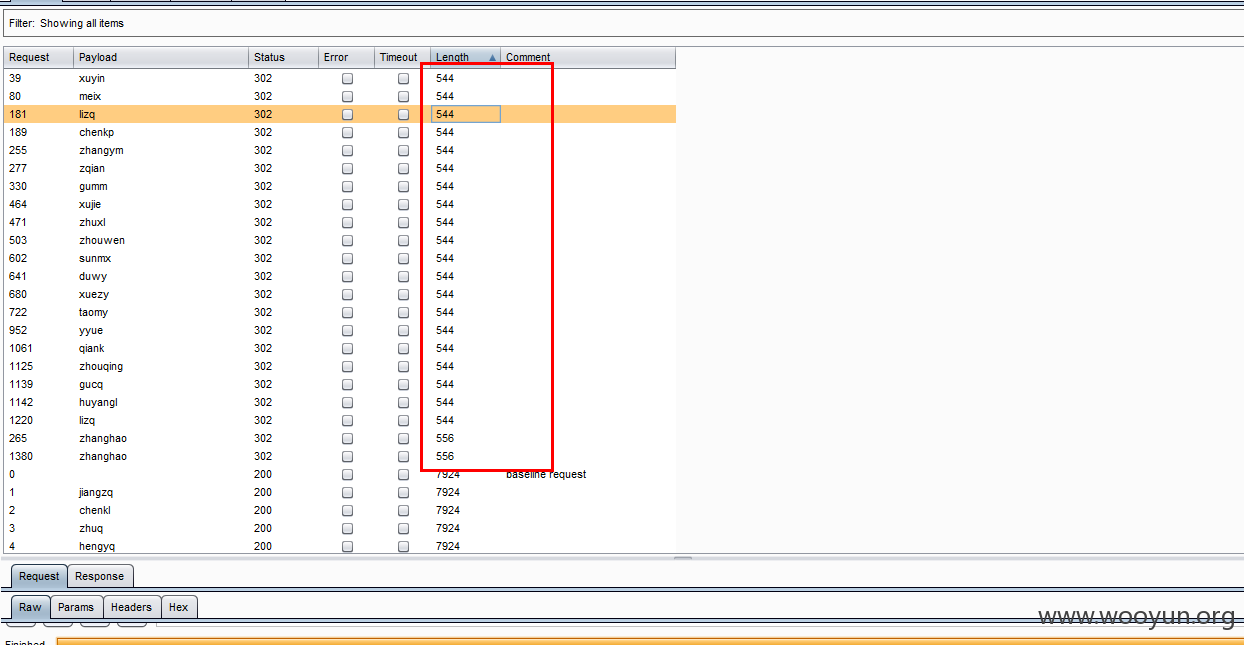 Filter: Showing all items
Request Payload Status Error Timeout Length Comment
39 xuyin 302 544
80 meix 302 544
181 lizq 302 544
189 chenkp 302 544
255 zhangym 302 544
277 zqian 302 544
330 gumm 302 544
464 xujie 302 544
471 zhuxl 302 544
503 zhouwen 302 544
602 sunmx 302 544
641 duwy 302 544
680 xuezy 302 544
722 taomy 302 544
952 yyue 302 544
1061 qiank 302 544
1125 zhouqing 302 544
1139 gucq 302 544
1142 huyangl 302 544
1220 lizq 302 544
265 zhanghao 302 556
1380 zhanghao 302 556
0 200 7924 baseline request
1 jiangzq 200 7924
2 chenkl 200 7924
3 zhuq 200 7924
4 hengyq 200 7924
Request Response
Raw Params Headers Hex
www.wooyun.org
Finished